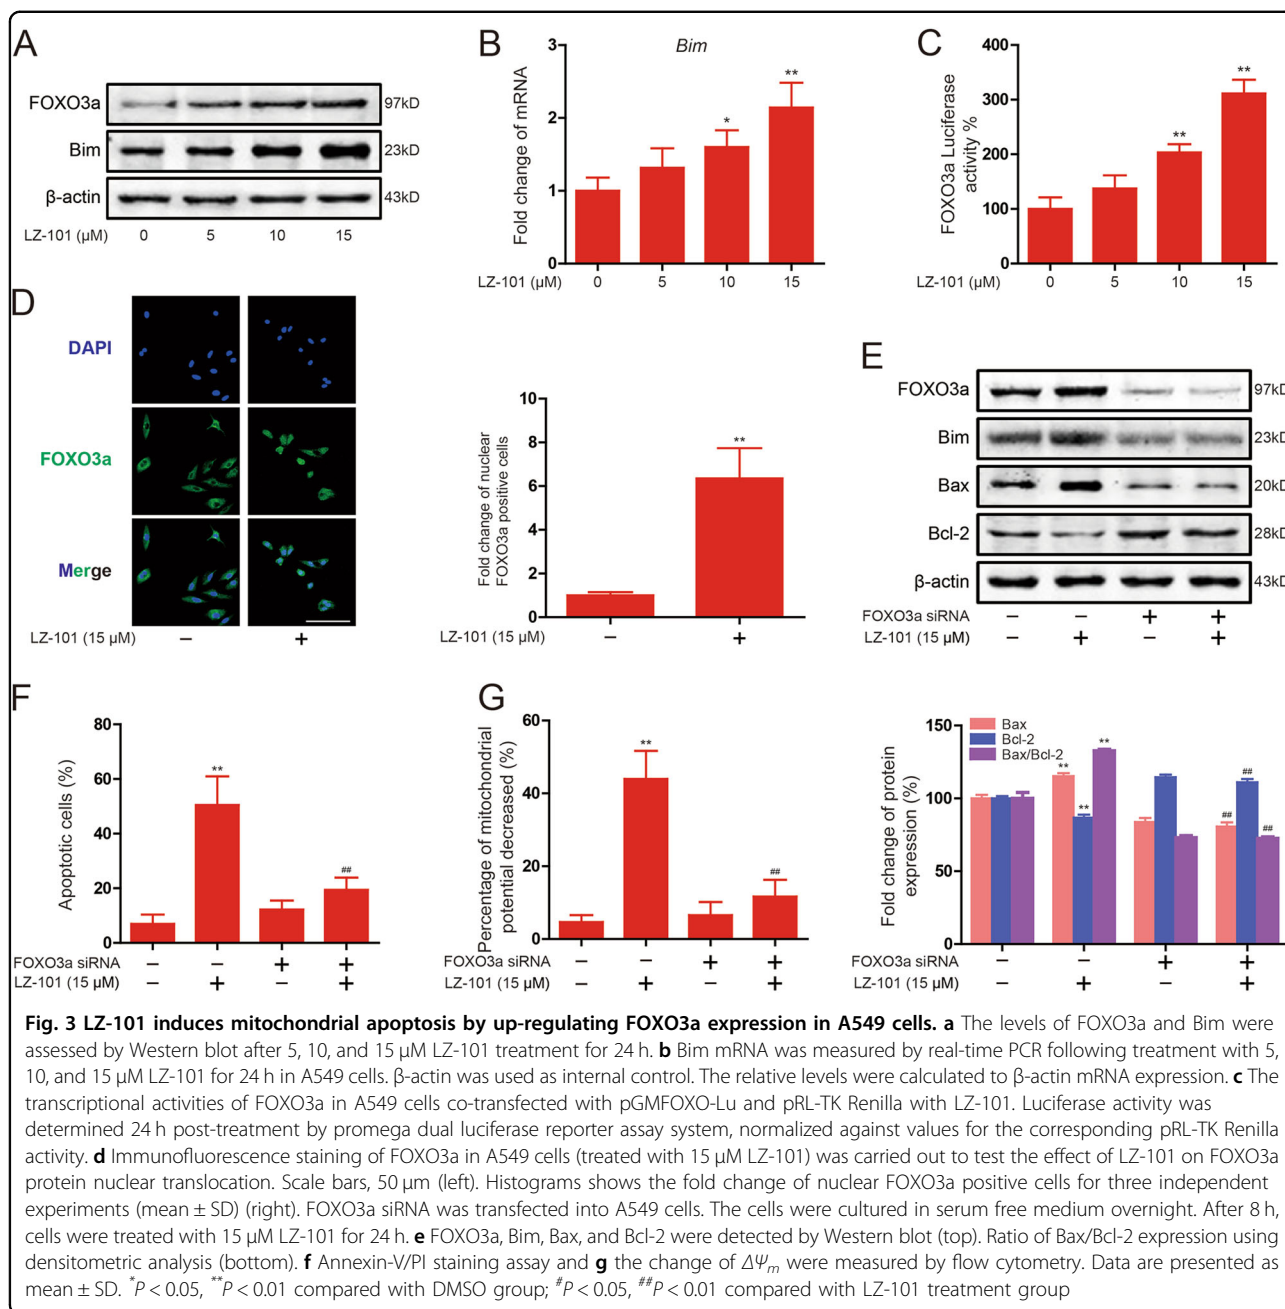 A
FOXO3a
97kD
Bim
23kD
β-actin
43kD
LZ-101 (μM) 0 5 10 15
B
Bim
Fold change of mRNA
3
2
1
0
*
**
LZ-101 (μM) 0 5 10 15
C
FOXO3a Luciferase
activity %
400
300
200
100
0
**
**
LZ-101 (μM) 0 5 10 15
D
DAPI
FOXO3a
Merge
LZ-101 (15 μM) − +
Fold change of nuclear
FOXO3a positive cells
10
8
6
4
2
0
**
LZ-101 (15 μM) − +
E
FOXO3a 97kD
Bim 23kD
Bax 20kD
Bcl-2 28kD
β-actin 43kD
FOXO3a siRNA − − + +
LZ-101 (15 μM) − + − +
F
Apoptotic cells (%)
80
60
40
20
0
**
##
FOXO3a siRNA − − + +
LZ-101 (15 μM) − + − +
G
Percentage of mitochondrial
potential decreased (%)
60
40
20
0
**
##
FOXO3a siRNA − − + +
LZ-101 (15 μM) − + − +
Fold change of protein
expression (%)
150
100
50
0
Bax
Bcl-2
Bax/Bcl-2
**
**
**
##
##
##
FOXO3a siRNA − − + +
LZ-101 (15 μM) − + − +
Fig. 3 LZ-101 induces mitochondrial apoptosis by up-regulating FOXO3a expression in A549 cells. a The levels of FOXO3a and Bim were
assessed by Western blot after 5, 10, and 15 μM LZ-101 treatment for 24 h. b Bim mRNA was measured by real-time PCR following treatment with 5,
10, and 15 μM LZ-101 for 24 h in A549 cells. β-actin was used as internal control. The relative levels were calculated to β-actin mRNA expression. c The
transcriptional activities of FOXO3a in A549 cells co-transfected with pGMFOXO-Lu and pRL-TK Renilla with LZ-101. Luciferase activity was
determined 24 h post-treatment by promega dual luciferase reporter assay system, normalized against values for the corresponding pRL-TK Renilla
activity. d Immunofluorescence staining of FOXO3a in A549 cells (treated with 15 μM LZ-101) was carried out to test the effect of LZ-101 on FOXO3a
protein nuclear translocation. Scale bars, 50 μm (left). Histograms shows the fold change of nuclear FOXO3a positive cells for three independent
experiments (mean ± SD) (right). FOXO3a siRNA was transfected into A549 cells. The cells were cultured in serum free medium overnight. After 8 h,
cells were treated with 15 μM LZ-101 for 24 h. e FOXO3a, Bim, Bax, and Bcl-2 were detected by Western blot (top). Ratio of Bax/Bcl-2 expression using
densitometric analysis (bottom). f Annexin-V/PI staining assay and g the change of ΔΨm were measured by flow cytometry. Data are presented as
mean ± SD. *P < 0.05, **P < 0.01 compared with DMSO group; #P < 0.05, ##P < 0.01 compared with LZ-101 treatment group